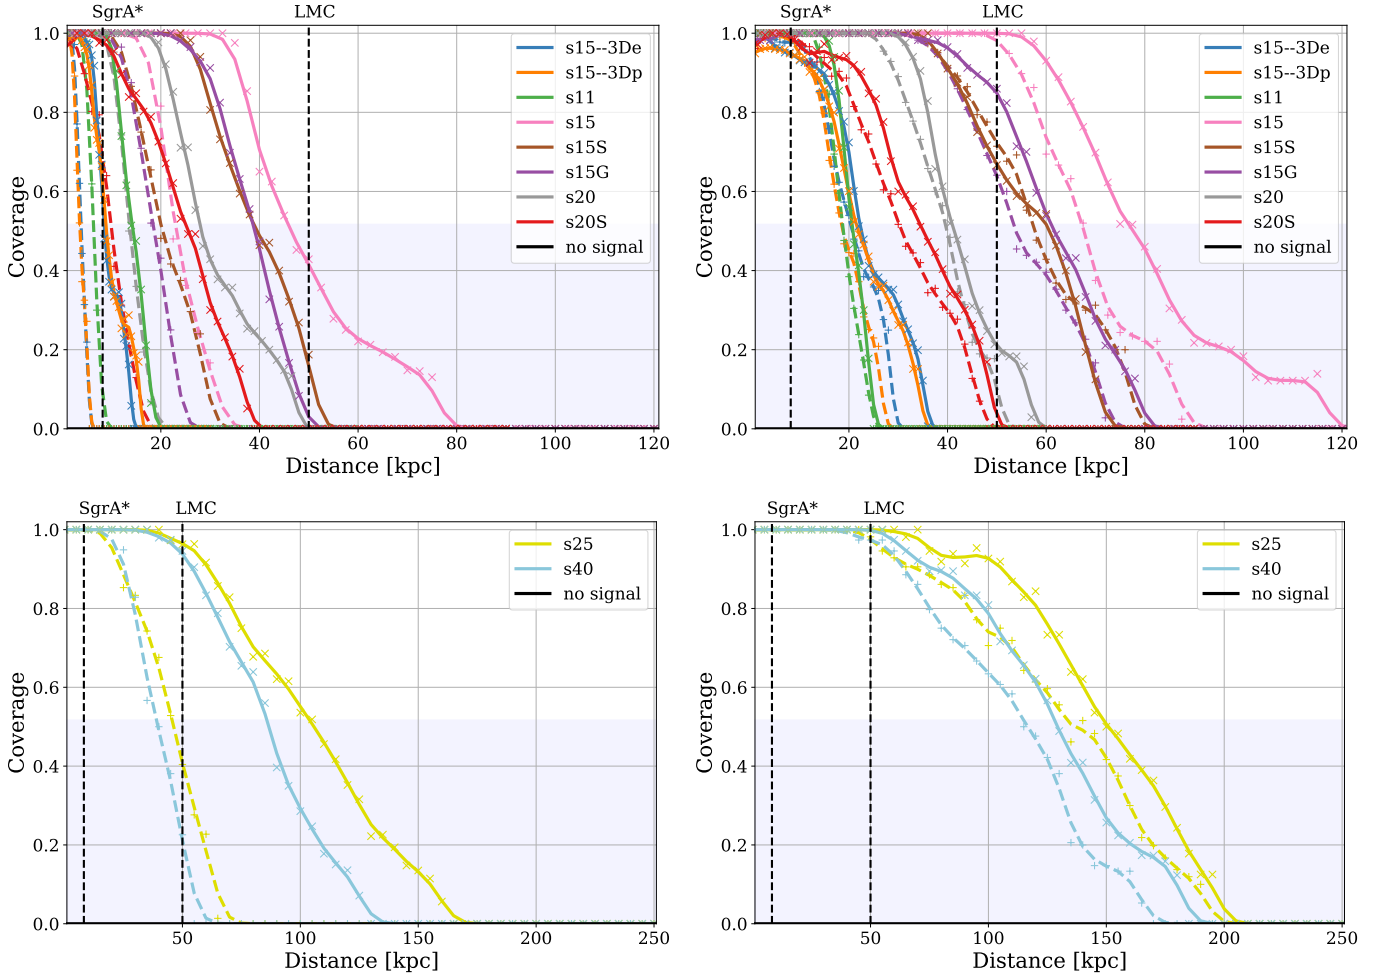 SgrA*
LMC
1.0
0.8
0.6
0.4
0.2
0.0
Coverage
20
40
60
80
100
120
Distance [kpc]
s15--3De
s15--3Dp
s11
s15
s15S
s15G
s20
s20S
no signal
SgrA*
LMC
1.0
0.8
0.6
0.4
0.2
0.0
Coverage
20
40
60
80
100
120
Distance [kpc]
s15--3De
s15--3Dp
s11
s15
s15S
s15G
s20
s20S
no signal
SgrA*
LMC
1.0
0.8
0.6
0.4
0.2
0.0
Coverage
50
100
150
200
250
Distance [kpc]
s25
s40
no signal
SgrA*
LMC
1.0
0.8
0.6
0.4
0.2
0.0
Coverage
50
100
150
200
250
Distance [kpc]
s25
s40
no signal